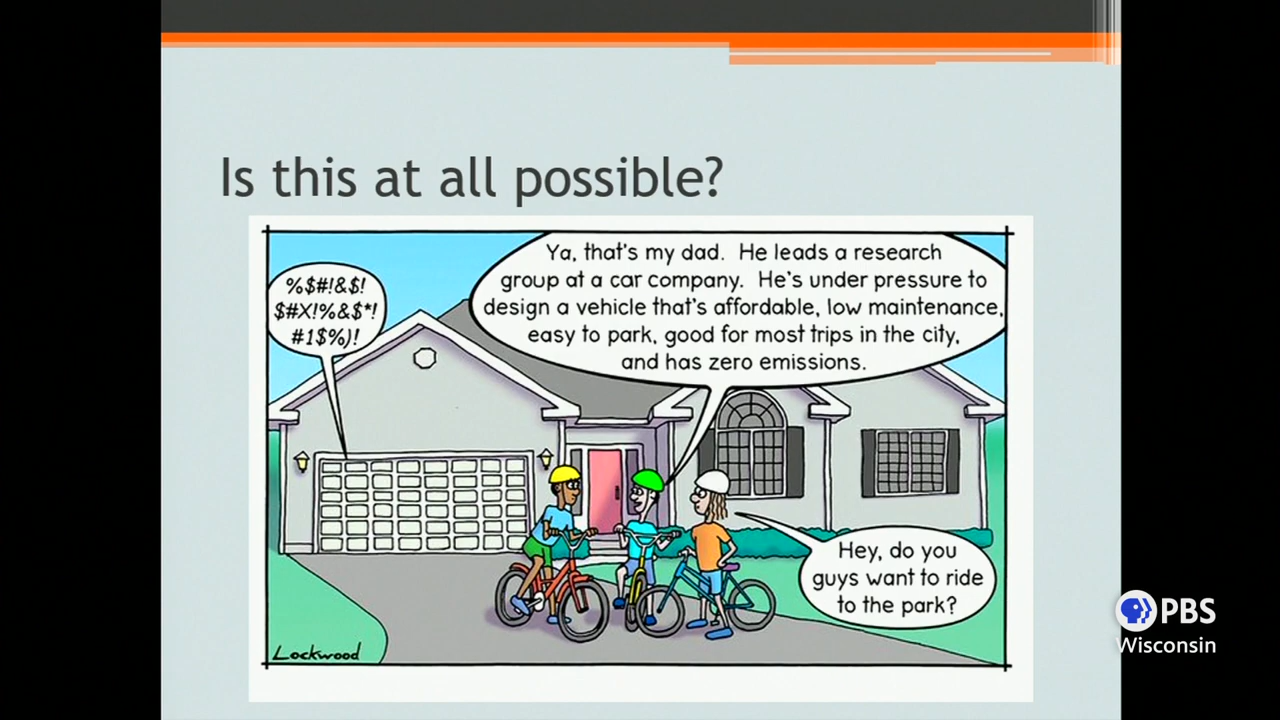 Is this at all possible?
%$#!&$!
$#X!%&$*!
#1$%)!
Ya, that's my dad. He leads a research
group at a car company. He's under pressure to
design a vehicle that's affordable, low maintenance,
easy to park, good for most trips in the city,
and has zero emissions.
Hey, do you
guys want to ride
to the park?
Lockwood
PBS
Wisconsin